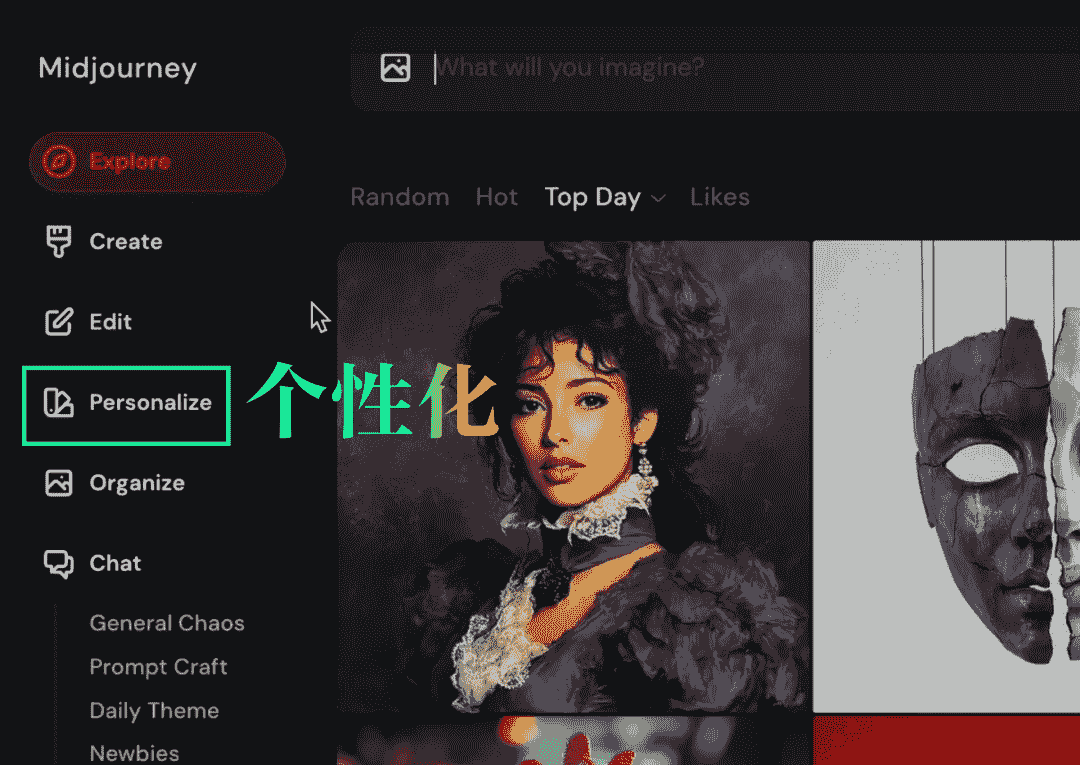 Midjourney
What will you imagine?
Explore
Random Hot Top Day Likes
Create
Edit
Personalize 个性化
Organize
Chat
General Chaos
Prompt Craft
Daily Theme
Newbies